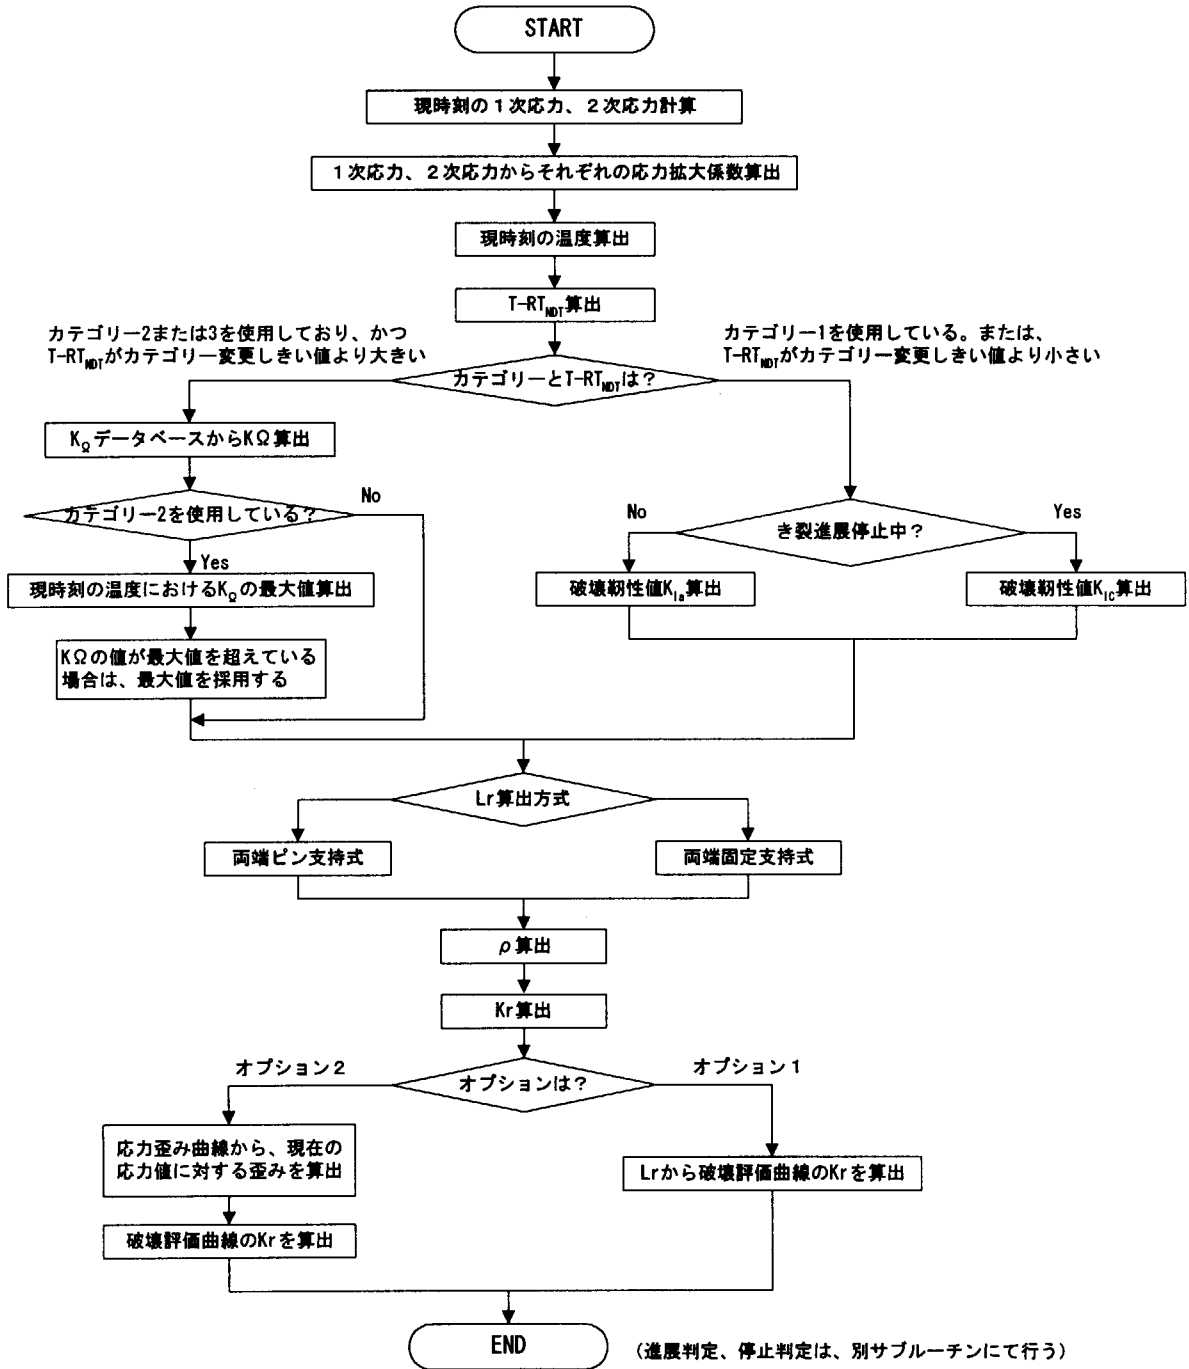 START
現時刻の１次応力、２次応力計算
１次応力、２次応力からそれぞれの応力拡大係数算出
現時刻の温度算出
T-RT_NDT算出
カテゴリー2または3を使用しており、かつ
T-RT_NDTがカテゴリー変更しきい値より大きい
カテゴリー1を使用している。または、
T-RT_NDTがカテゴリー変更しきい値より小さい
カテゴリーとT-RT_NDTは？
K_ΩデータベースからKΩ算出
カテゴリー2を使用している？
No
Yes
現時刻の温度におけるK_Ωの最大値算出
KΩの値が最大値を超えている
場合は、最大値を採用する
き裂進展停止中？
No
Yes
破壊靭性値K_Ia算出
破壊靭性値K_IC算出
Lr算出方式
両端ピン支持式
両端固定支持式
ρ算出
Kr算出
オプションは？
オプション２
オプション１
応力歪み曲線から、現在の
応力値に対する歪みを算出
破壊評価曲線のKrを算出
Lrから破壊評価曲線のKrを算出
END
(進展判定、停止判定は、別サブルーチンにて行う)